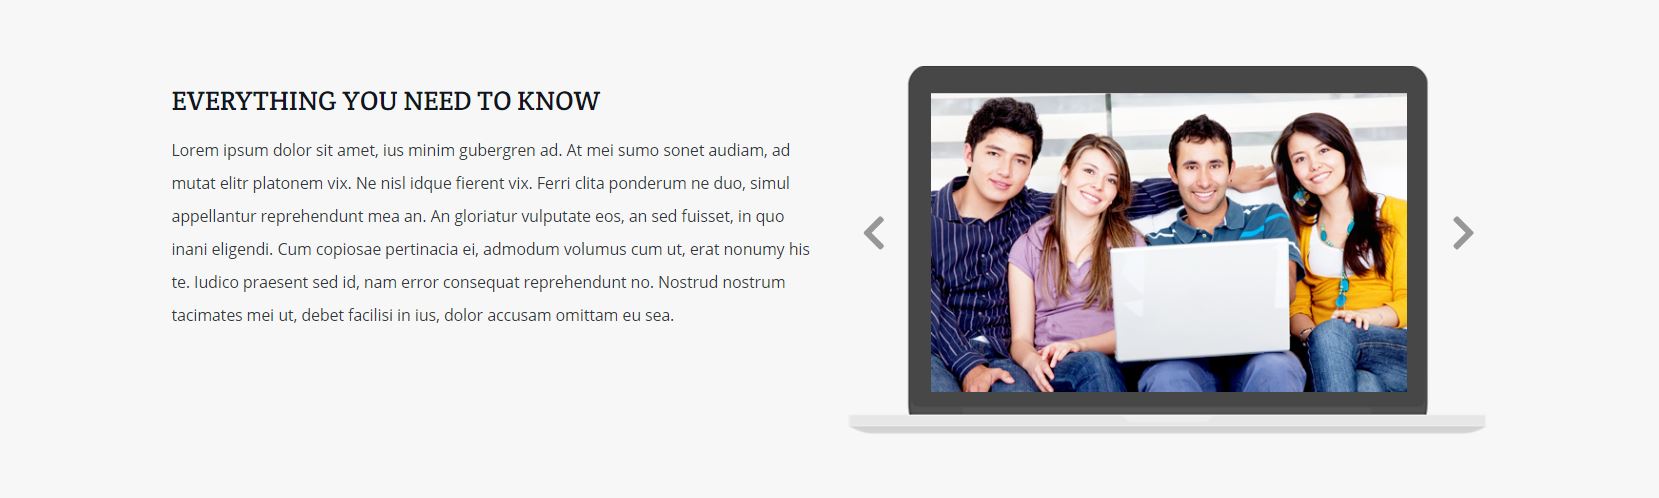 EVERYTHING YOU NEED TO KNOW
Lorem ipsum dolor sit amet, ius minim gubergren ad. At mei sumo sonet audiam, ad
mutat elitr platonem vix. Ne nisl idque fierent vix. Ferri clita ponderum ne duo, simul
appellantur reprehendunt mea an. An gloriatur vulputate eos, an sed fuisset, in quo
inani eligendi. Cum copiosae pertinacia ei, admodum volumus cum ut, erat nonumy his
te. Iudico praesent sed id, nam error consequat reprehendunt no. Nostrud nostrum
tacimates mei ut, debet facilisi in ius, dolor accusam omittam eu sea.